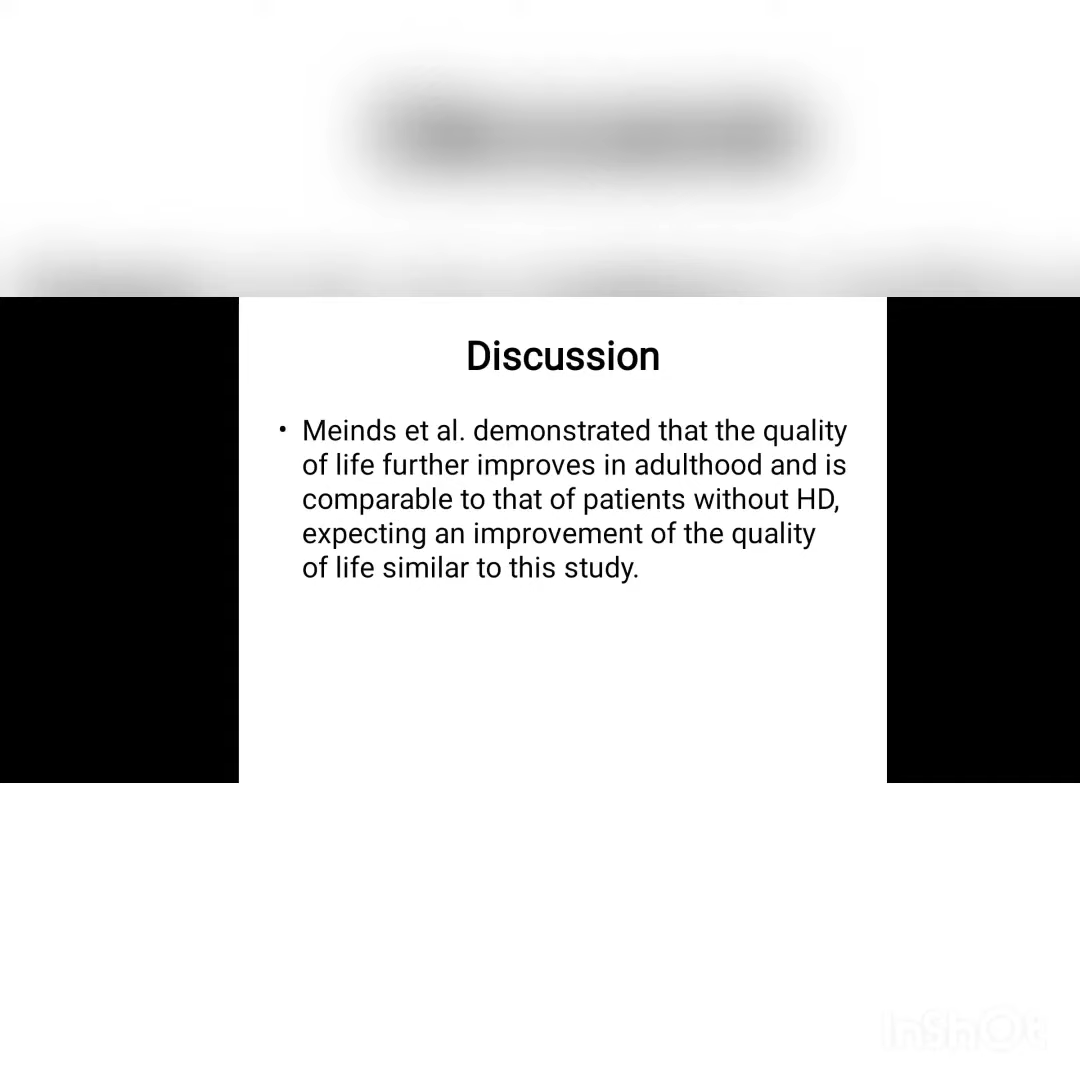 Discussion
• Meinds et al. demonstrated that the quality
of life further improves in adulthood and is
comparable to that of patients without HD,
expecting an improvement of the quality
of life similar to this study.
InShOt